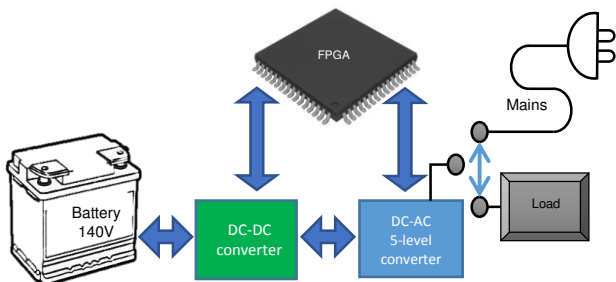 FPGA
Mains
Battery
140V
DC-DC
converter
DC-AC
5-level
converter
Load